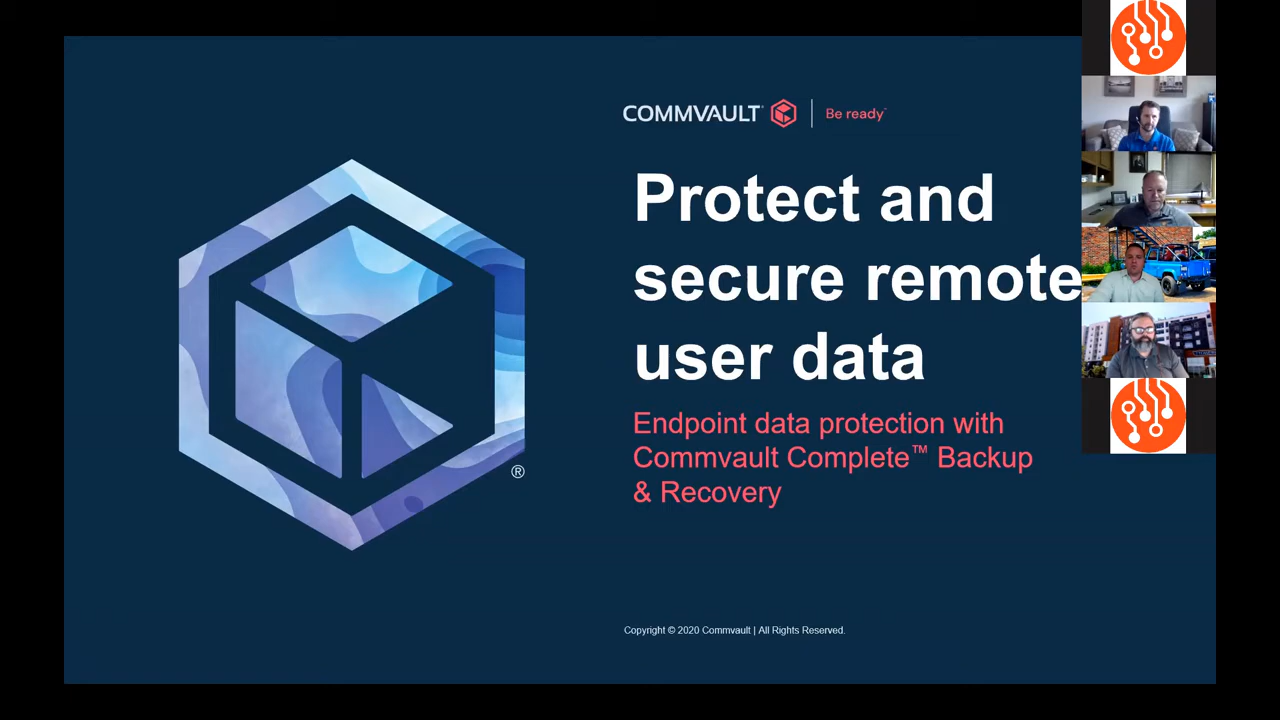 COMMVAULT® Be ready™
Protect and
secure remote
user data
Endpoint data protection with
Commvault Complete™ Backup
& Recovery
®
Copyright © 2020 Commvault | All Rights Reserved.